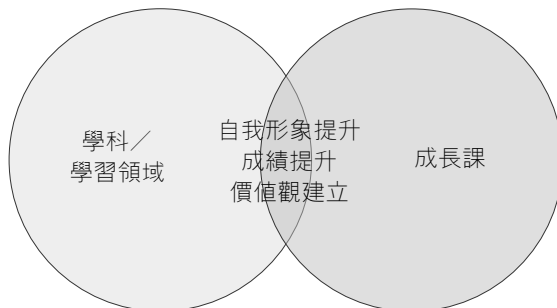 學科／
學習領域
自我形象提升
成績提升
價值觀建立
成長課